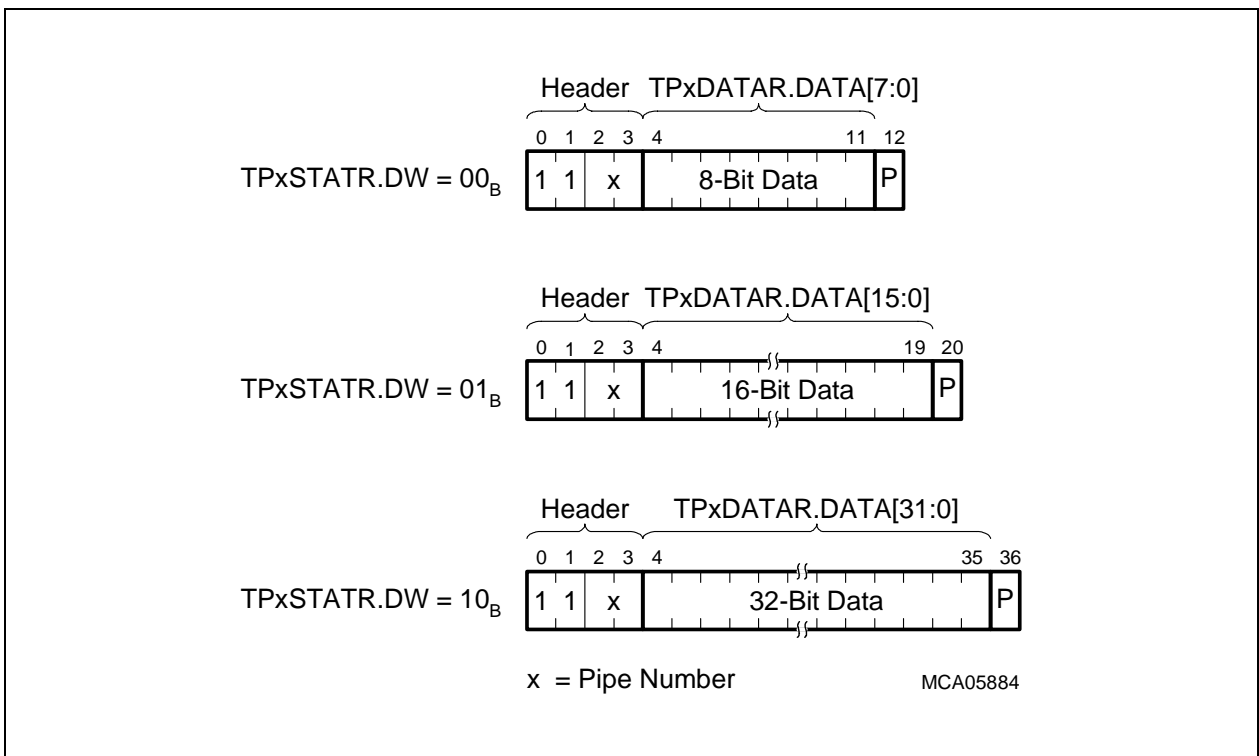 Header TPxDATAR.DATA[7:0]
0 1 2 3 4 11 12
TPxSTATR.DW = 00B 1 1 x 8-Bit Data P
Header TPxDATAR.DATA[15:0]
0 1 2 3 4 19 20
TPxSTATR.DW = 01B 1 1 x 16-Bit Data P
Header TPxDATAR.DATA[31:0]
0 1 2 3 4 35 36
TPxSTATR.DW = 10B 1 1 x 32-Bit Data P
x = Pipe Number MCA05884